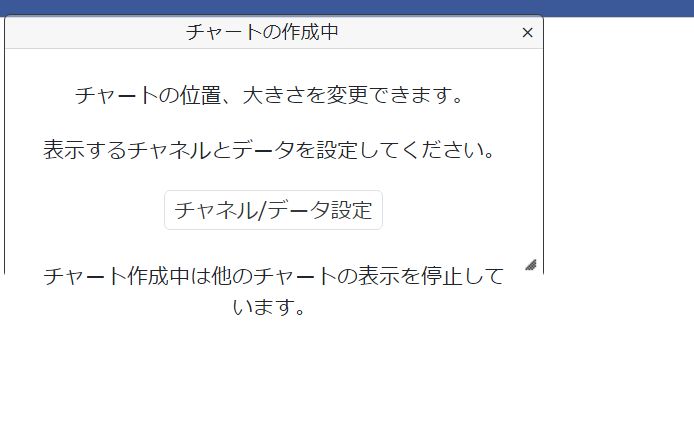 チャートの作成中 ×
チャートの位置、大きさを変更できます。
表示するチャネルとデータを設定してください。
チャネル/データ設定
チャート作成中は他のチャートの表示を停止して
います。